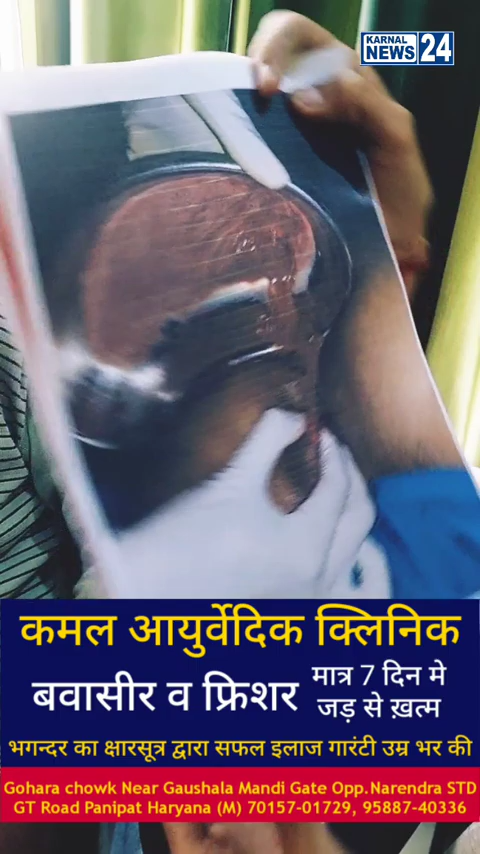 KARNAL
NEWS 24
कमल आयुर्वेदिक क्लिनिक
बवासीर व फ्रिशर
मात्र 7 दिन मे
जड़ से ख़त्म
भगन्दर का क्षारसूत्र द्वारा सफल इलाज गारंटी उम्र भर की
Gohara chowk Near Gaushala Mandi Gate Opp.Narendra STD
GT Road Panipat Haryana (M) 70157-01729, 95887-40336